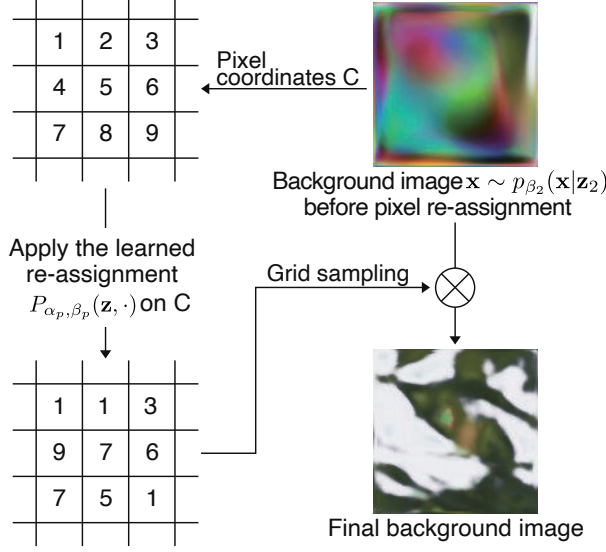 1 2 3
4 5 6
7 8 9
Pixel
coordinates C
Background image x ∼ p_{β_2}(x|z_2)
before pixel re-assignment
Apply the learned
re-assignment
P_{α_p,β_p}(z, ·) on C
Grid sampling
1 1 3
9 7 6
7 5 1
Final background image